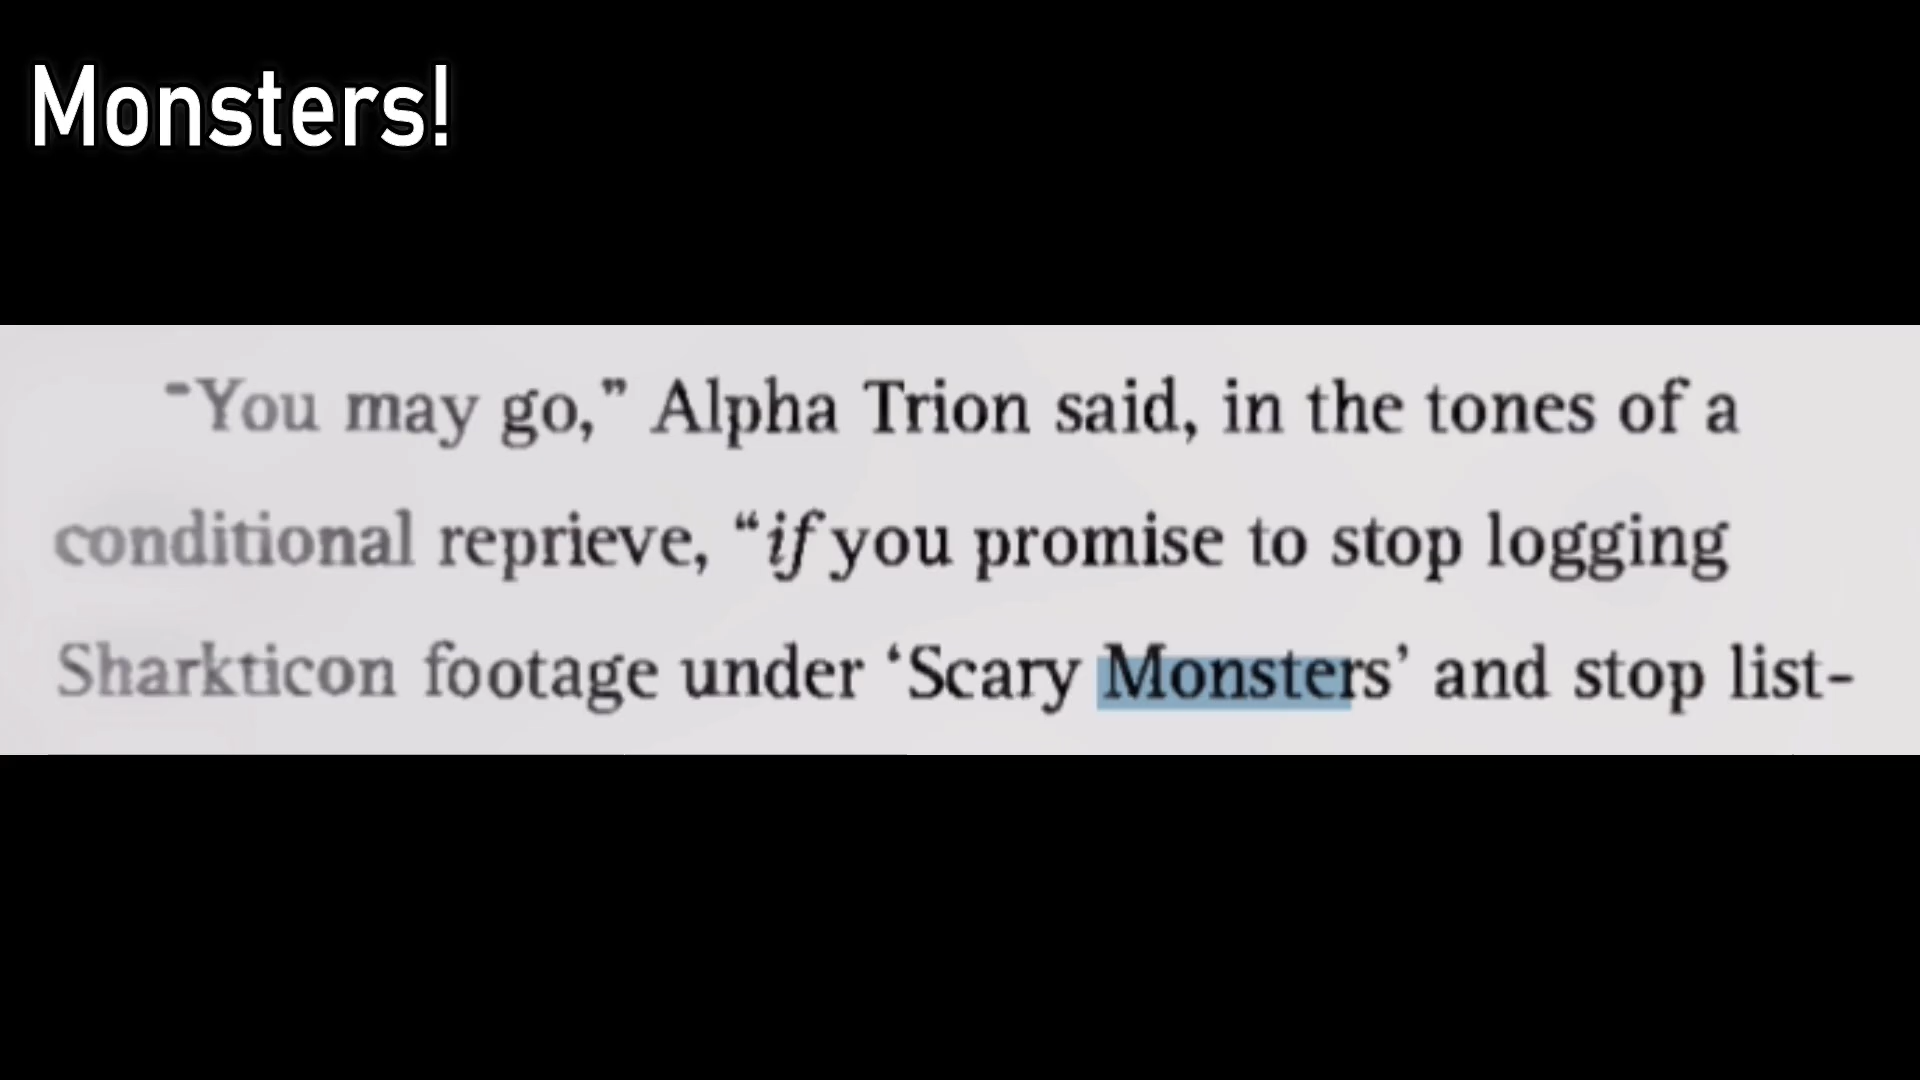 Monsters!
"You may go,” Alpha Trion said, in the tones of a
conditional reprieve, “if you promise to stop logging
Sharkticon footage under ‘Scary Monsters’ and stop list-